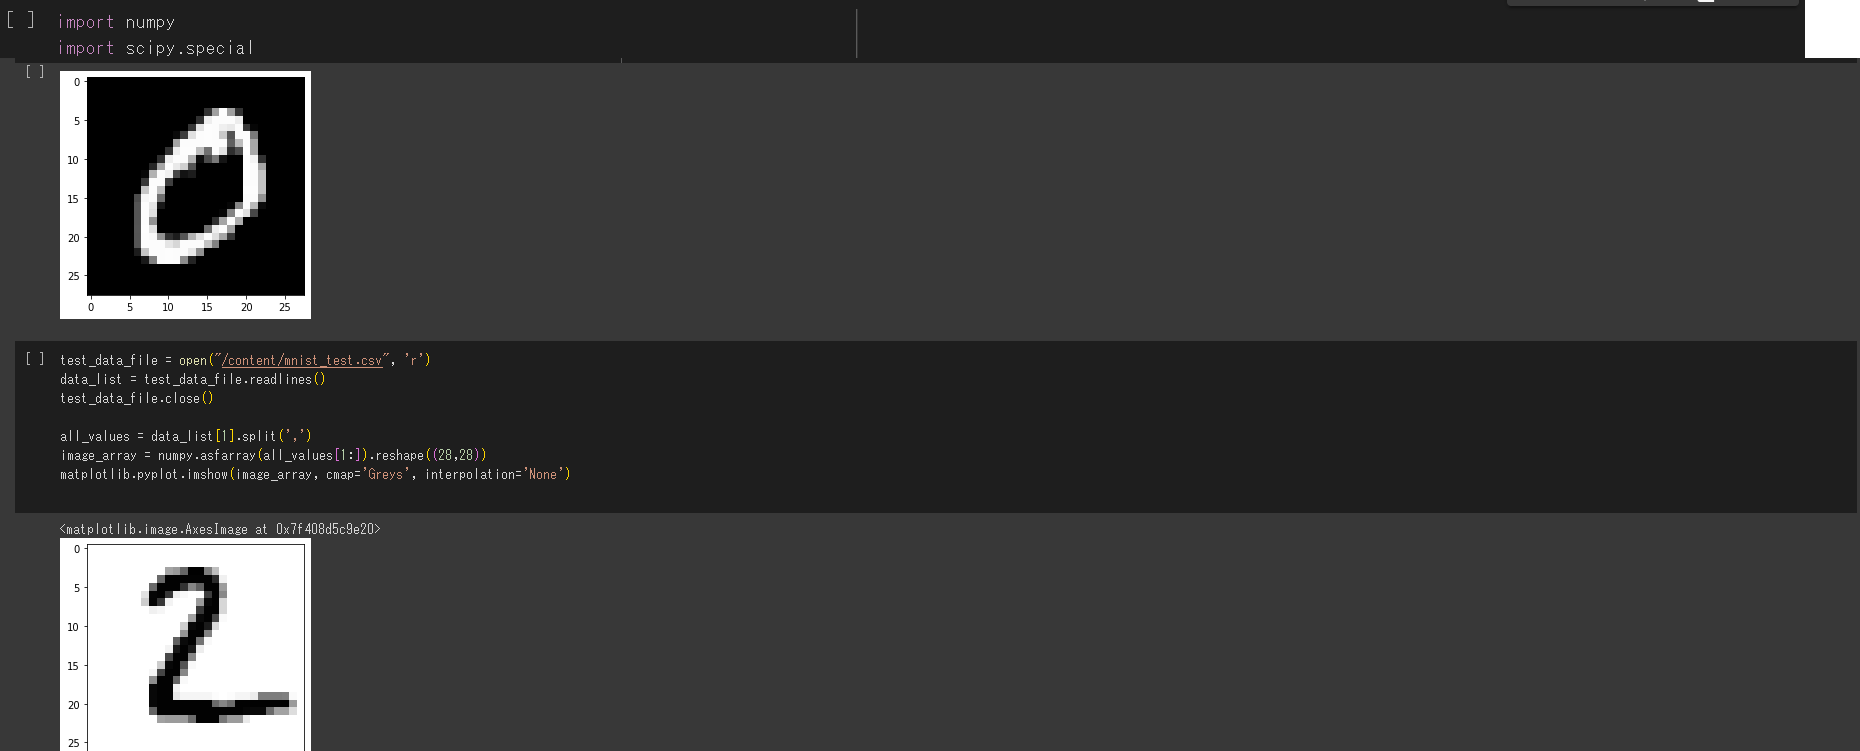 [ ] import numpy
import scipy.special
[ ]
0
5
10
15
20
25
0 5 10 15 20 25
[ ] test_data_file = open("/content/mnist_test.csv", 'r')
data_list = test_data_file.readlines()
test_data_file.close()
all_values = data_list[1].split(',')
image_array = numpy.asfarray(all_values[1:]).reshape((28,28))
matplotlib.pyplot.imshow(image_array, cmap='Greys', interpolation='None')
<matplotlib.image.AxesImage at 0x7f408d5c9e20>
0
5
10
15
20
25